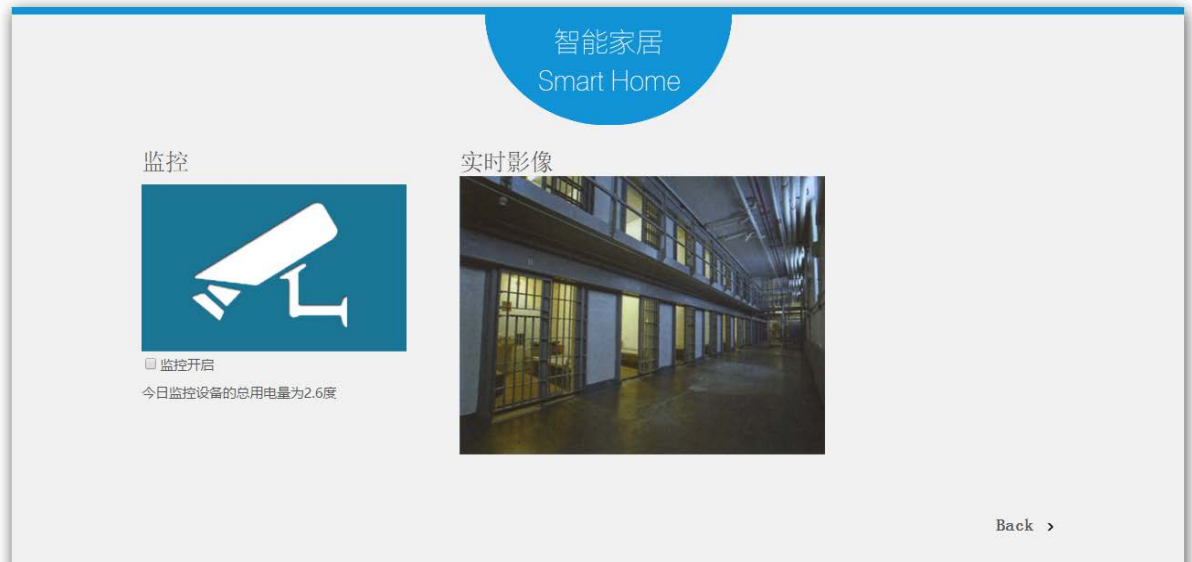 智能家居
Smart Home
监控
实时影像
监控开启
今日监控设备的总用电量为2.6度
Back